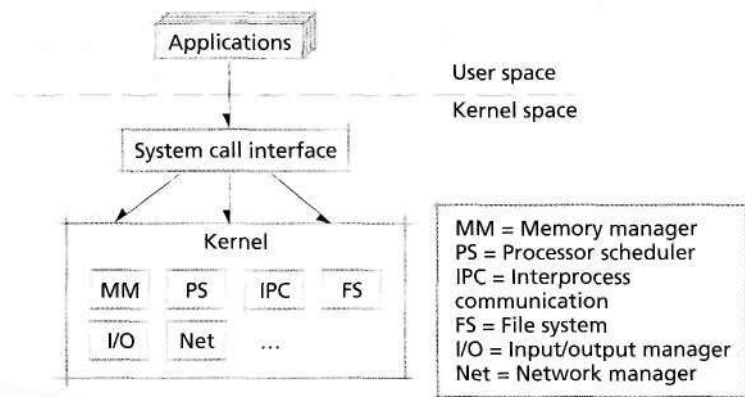 Applications
User space
Kernel space
System call interface
Kernel
MM PS IPC FS
I/O Net ...
MM = Memory manager
PS = Processor scheduler
IPC = Interprocess
communication
FS = File system
I/O = Input/output manager
Net = Network manager